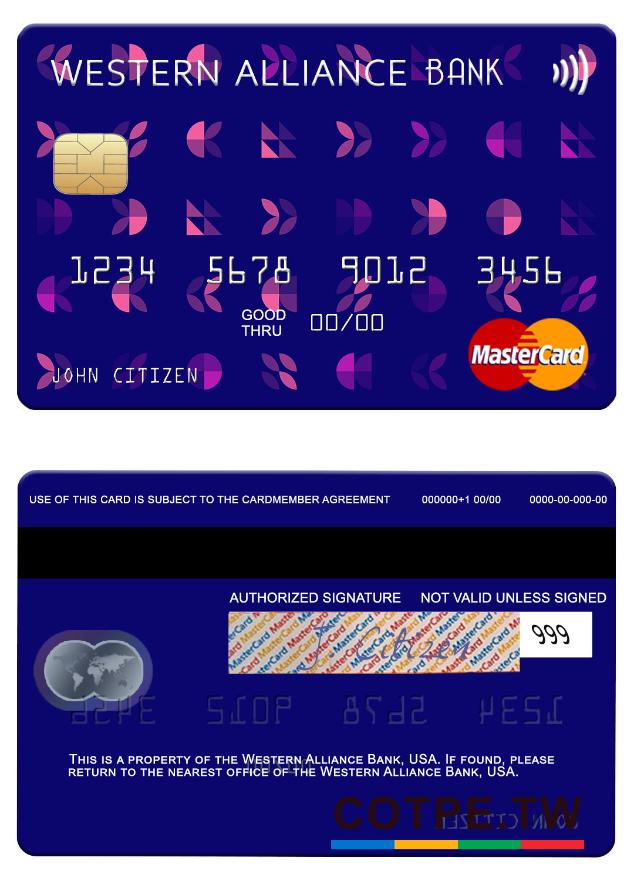 WESTERN ALLIANCE BANK
1234 5678 9012 3456
GOOD THRU 00/00
JOHN CITIZEN
MasterCard
USE OF THIS CARD IS SUBJECT TO THE CARDMEMBER AGREEMENT 000000+1 00/00 0000-00-000-00
AUTHORIZED SIGNATURE NOT VALID UNLESS SIGNED
J. Citizen 999
THIS IS A PROPERTY OF THE WESTERN ALLIANCE BANK, USA. IF FOUND, PLEASE
RETURN TO THE NEAREST OFFICE OF THE WESTERN ALLIANCE BANK, USA.
COTPE.TW